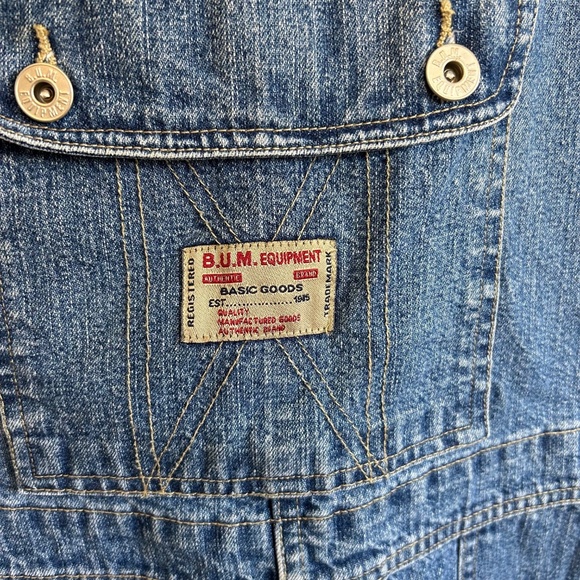 B.U.M.
EQUIPMENT
REGISTERED
B.U.M. EQUIPMENT
AUTHENTIC BRAND
BASIC GOODS
EST................1985
QUALITY
MANUFACTURED GOODS
AUTHENTIC BRAND
TRADEMARK